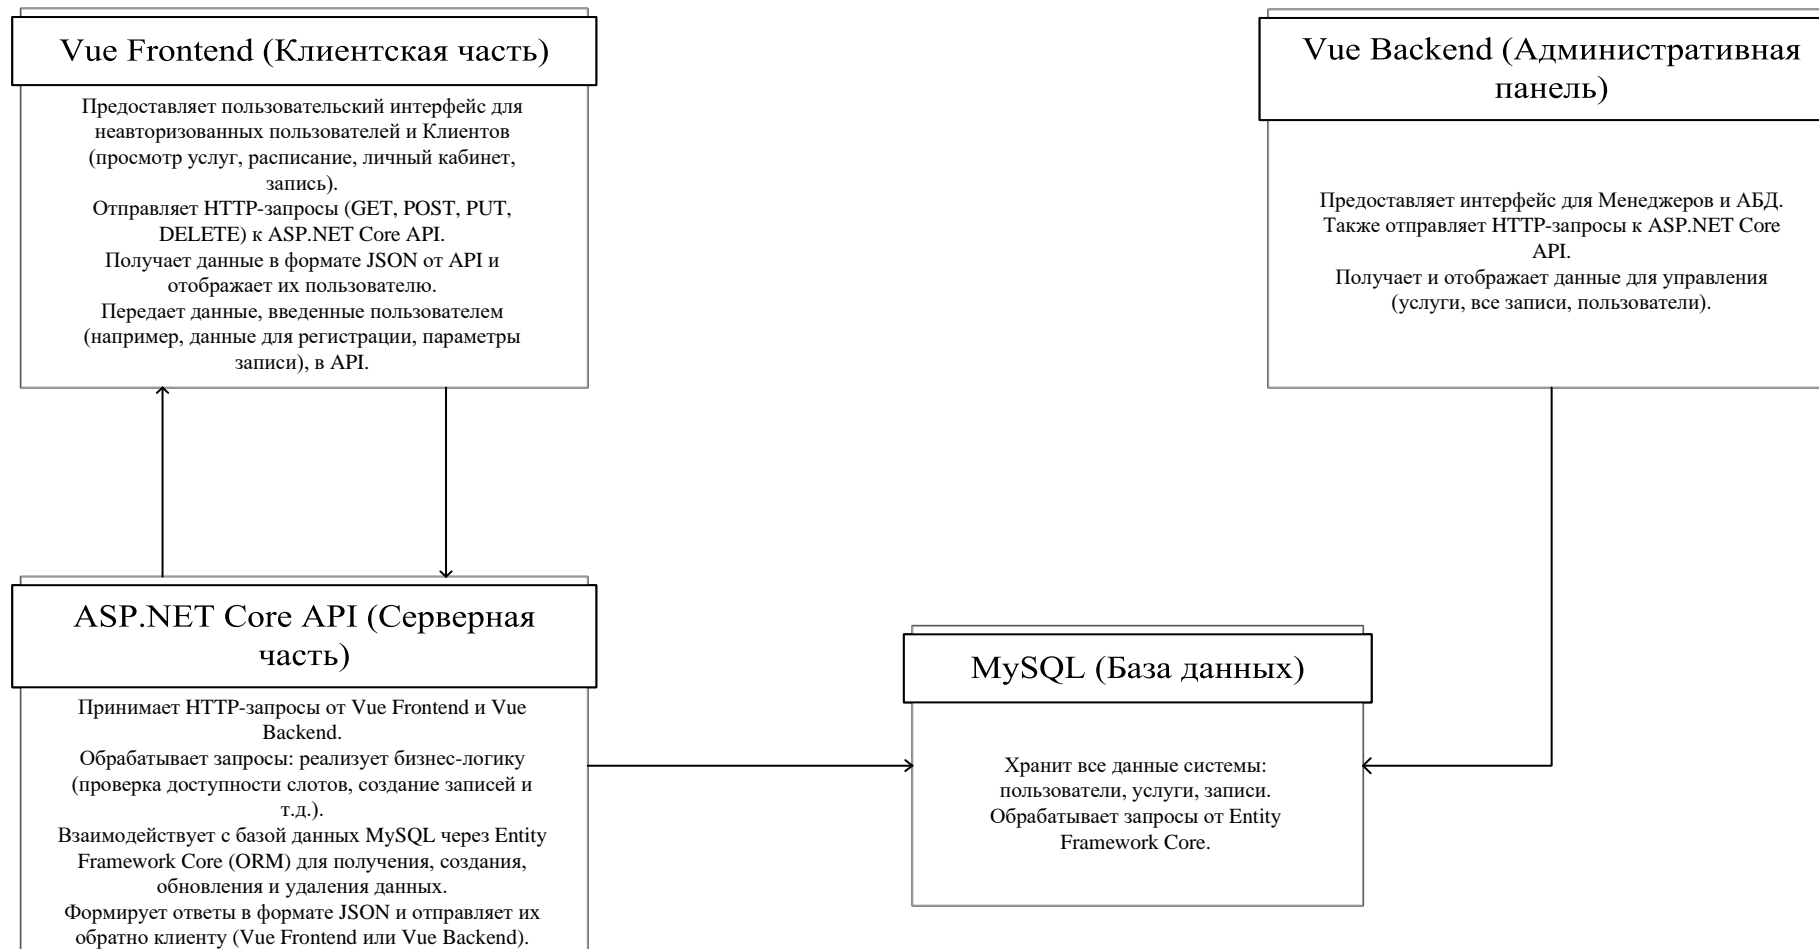 Vue Frontend (Клиентская часть)
Предоставляет пользовательский интерфейс для
неавторизованных пользователей и Клиентов
(просмотр услуг, расписание, личный кабинет,
запись).
Отправляет HTTP-запросы (GET, POST, PUT,
DELETE) к ASP.NET Core API.
Получает данные в формате JSON от API и
отображает их пользователю.
Передает данные, введенные пользователем
(например, данные для регистрации, параметры
записи), в API.
Vue Backend (Административная
панель)
Предоставляет интерфейс для Менеджеров и АБД.
Также отправляет HTTP-запросы к ASP.NET Core
API.
Получает и отображает данные для управления
(услуги, все записи, пользователи).
ASP.NET Core API (Серверная
часть)
Принимает HTTP-запросы от Vue Frontend и Vue
Backend.
Обрабатывает запросы: реализует бизнес-логику
(проверка доступности слотов, создание записей и
т.д.).
Взаимодействует с базой данных MySQL через Entity
Framework Core (ORM) для получения, создания,
обновления и удаления данных.
Формирует ответы в формате JSON и отправляет их
обратно клиенту (Vue Frontend или Vue Backend).
MySQL (База данных)
Хранит все данные системы:
пользователи, услуги, записи.
Обрабатывает запросы от Entity
Framework Core.